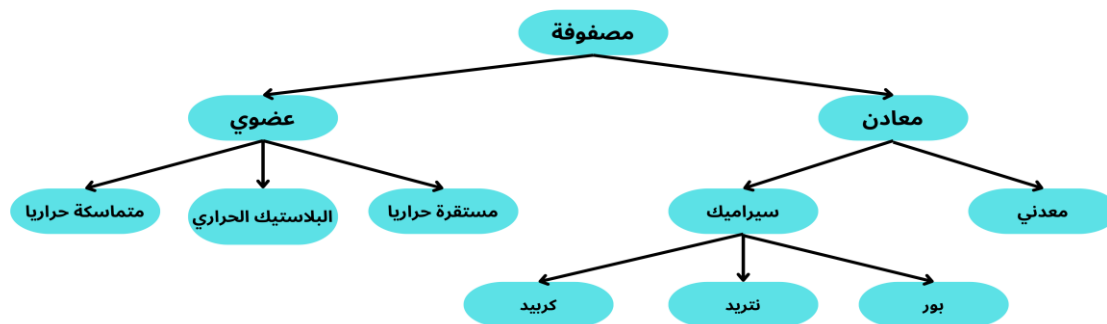 مصفوفة
معادن
عضوي
معدني
سيراميك
مستقرة حراريا
البلاستيك الحراري
متماسكة حراريا
بور
نتريد
كربيد